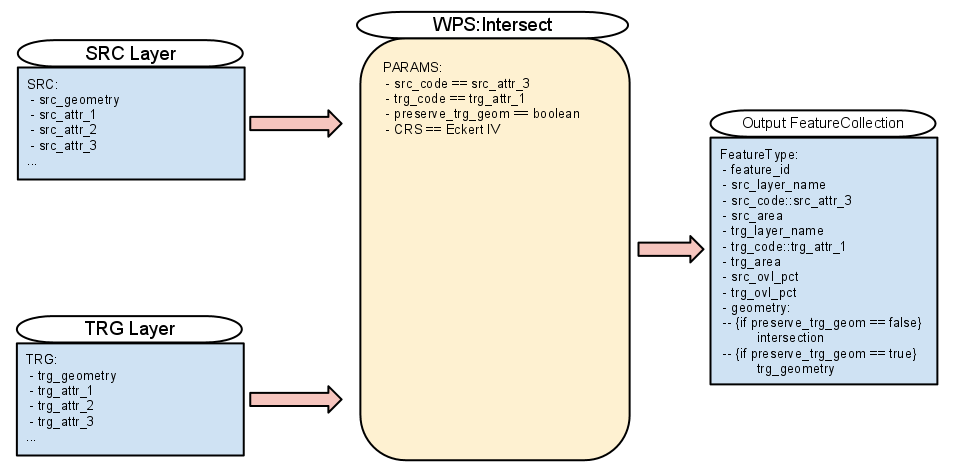 SRC Layer
SRC:
- src_geometry
- src_attr_1
- src_attr_2
- src_attr_3
...
TRG Layer
TRG:
- trg_geometry
- trg_attr_1
- trg_attr_2
- trg_attr_3
...
WPS:Intersect
PARAMS:
- src_code == src_attr_3
- trg_code == trg_attr_1
- preserve_trg_geom == boolean
- CRS == Eckert IV
Output FeatureCollection
FeatureType:
- feature_id
- src_layer_name
- src_code::src_attr_3
- src_area
- trg_layer_name
- trg_code::trg_attr_1
- trg_area
- src_ovl_pct
- trg_ovl_pct
- geometry:
-- {if preserve_trg_geom == false}
intersection
-- {if preserve_trg_geom == true}
trg_geometry